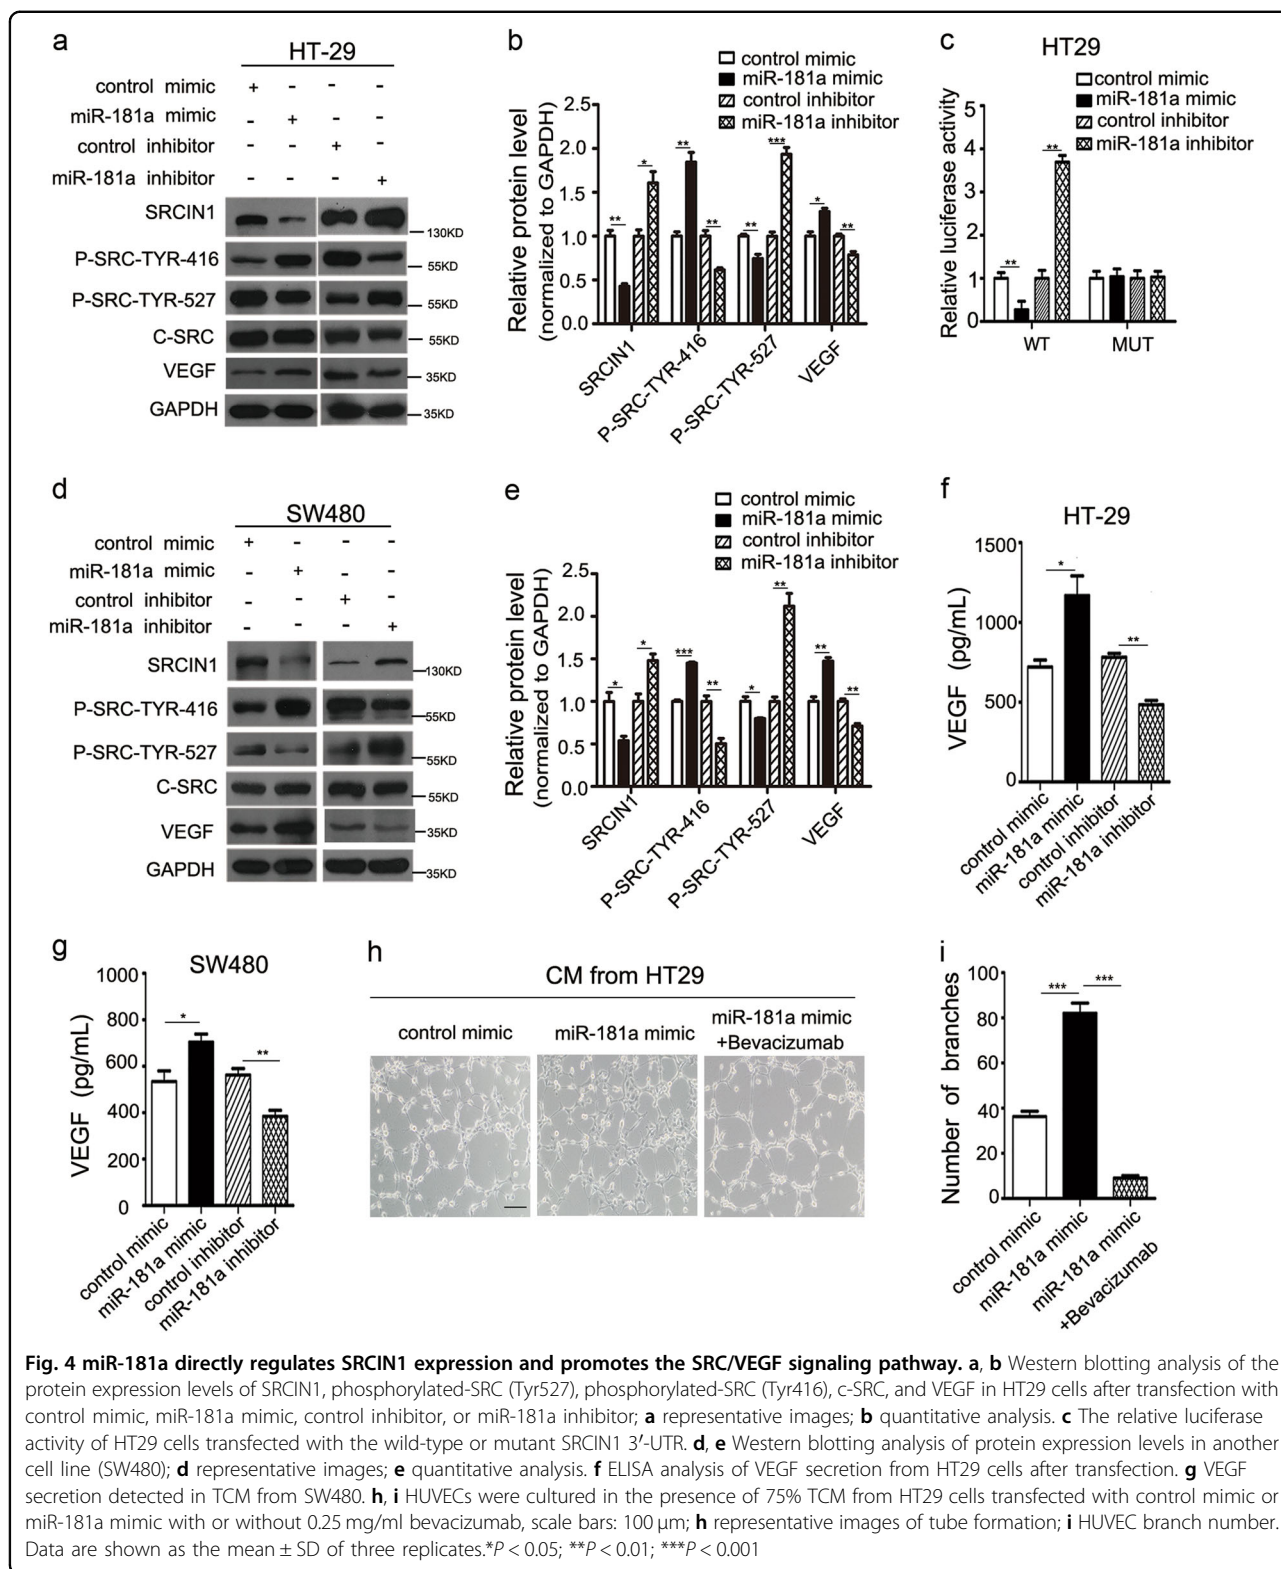 a
HT-29
control mimic + - - -
miR-181a mimic - + - -
control inhibitor - - + -
miR-181a inhibitor - - - +
SRCIN1
130KD
P-SRC-TYR-416
55KD
P-SRC-TYR-527
55KD
C-SRC
55KD
VEGF
35KD
GAPDH
35KD
b
control mimic
miR-181a mimic
control inhibitor
miR-181a inhibitor
Relative protein level
(normalized to GAPDH)
2.5
2.0
1.5
1.0
0.5
0.0
** * ** ** ** *** * **
SRCIN1
P-SRC-TYR-416
P-SRC-TYR-527
VEGF
c
HT29
control mimic
miR-181a mimic
control inhibitor
miR-181a inhibitor
Relative luciferase activity
5
4
3
2
1
0
** **
WT MUT
d
SW480
control mimic + - - -
miR-181a mimic - + - -
control inhibitor - - + -
miR-181a inhibitor - - - +
SRCIN1
130KD
P-SRC-TYR-416
55KD
P-SRC-TYR-527
55KD
C-SRC
55KD
VEGF
35KD
GAPDH
35KD
e
control mimic
miR-181a mimic
control inhibitor
miR-181a inhibitor
Relative protein level
(normalized to GAPDH)
2.5
2.0
1.5
1.0
0.5
0.0
* * *** ** * ** ** **
SRCIN1
P-SRC-TYR-416
P-SRC-TYR-527
VEGF
f
HT-29
VEGF (pg/mL)
1500
1000
500
0
* **
control mimic
miR-181a mimic
control inhibitor
miR-181a inhibitor
g
SW480
VEGF (pg/mL)
1000
800
600
400
200
0
* **
control mimic
miR-181a mimic
control inhibitor
miR-181a inhibitor
h
CM from HT29
control mimic
miR-181a mimic
miR-181a mimic
+Bevacizumab
i
Number of branches
100
80
60
40
20
0
*** ***
control mimic
miR-181a mimic
miR-181a mimic
+Bevacizumab
Fig. 4 miR-181a directly regulates SRCIN1 expression and promotes the SRC/VEGF signaling pathway. a, b Western blotting analysis of the
protein expression levels of SRCIN1, phosphorylated-SRC (Tyr527), phosphorylated-SRC (Tyr416), c-SRC, and VEGF in HT29 cells after transfection with
control mimic, miR-181a mimic, control inhibitor, or miR-181a inhibitor; a representative images; b quantitative analysis. c The relative luciferase
activity of HT29 cells transfected with the wild-type or mutant SRCIN1 3′-UTR. d, e Western blotting analysis of protein expression levels in another
cell line (SW480); d representative images; e quantitative analysis. f ELISA analysis of VEGF secretion from HT29 cells after transfection. g VEGF
secretion detected in TCM from SW480. h, i HUVECs were cultured in the presence of 75% TCM from HT29 cells transfected with control mimic or
miR-181a mimic with or without 0.25 mg/ml bevacizumab, scale bars: 100 μm; h representative images of tube formation; i HUVEC branch number.
Data are shown as the mean ± SD of three replicates.*P < 0.05; **P < 0.01; ***P < 0.001